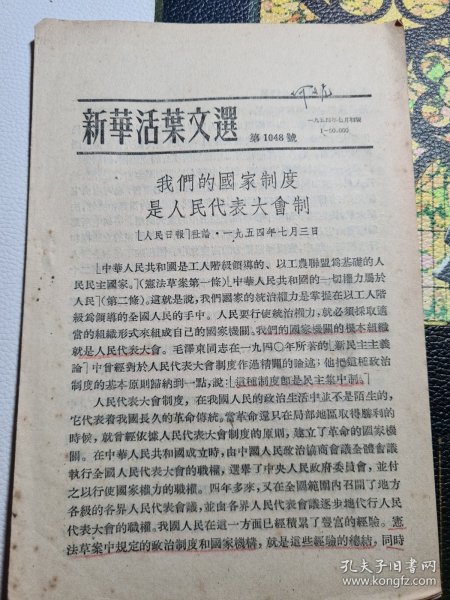 新華活葉文選
第1048號
一九五四年七月初版
1—60,000
我們的國家制度
是人民代表大會制
「人民日報」社論·一九五四年七月三日
「中華人民共和國是工人階級領導的、以工農聯盟爲基礎的人
民民主國家。」（憲法草案第一條）「中華人民共和國的一切權力屬於
人民」（第二條）。這就是說，我們國家的統治權力是掌握在以工人階
級爲領導的全國人民的手中。人民要行使統治權力，就必須採取適
當的組織形式來組成自己的國家機關。我們的國家機關的根本組織
就是人民代表大會。毛澤東同志在一九四〇年所著的「新民主主義
論」中曾經對於人民代表大會制度作過精闢的論述；他把這種政治
制度的基本原則歸納到一點，說：「這種制度即是民主集中制。」
人民代表大會制度，在我國人民的政治生活中並不是陌生的，
它代表着我國長久的革命傳統。當革命還只在局部地區取得勝利的
時候，就曾經依據人民代表大會制度的原則，建立了革命的國家機
關。在中華人民共和國成立時，由中國人民政治協商會議全體會議
執行全國人民代表大會的職權，選舉了中央人民政府委員會，並付
之以行使國家權力的職權。四年多來，又在全國範圍內召開了地方
各級的各界人民代表會議，並由各界人民代表會議逐步地代行人民
代表大會的職權。我國人民在這一方面已經積累了豐富的經驗。憲
法草案中規定的政治制度和國家機構，就是這些經驗的總結，同時
孔夫子旧书网